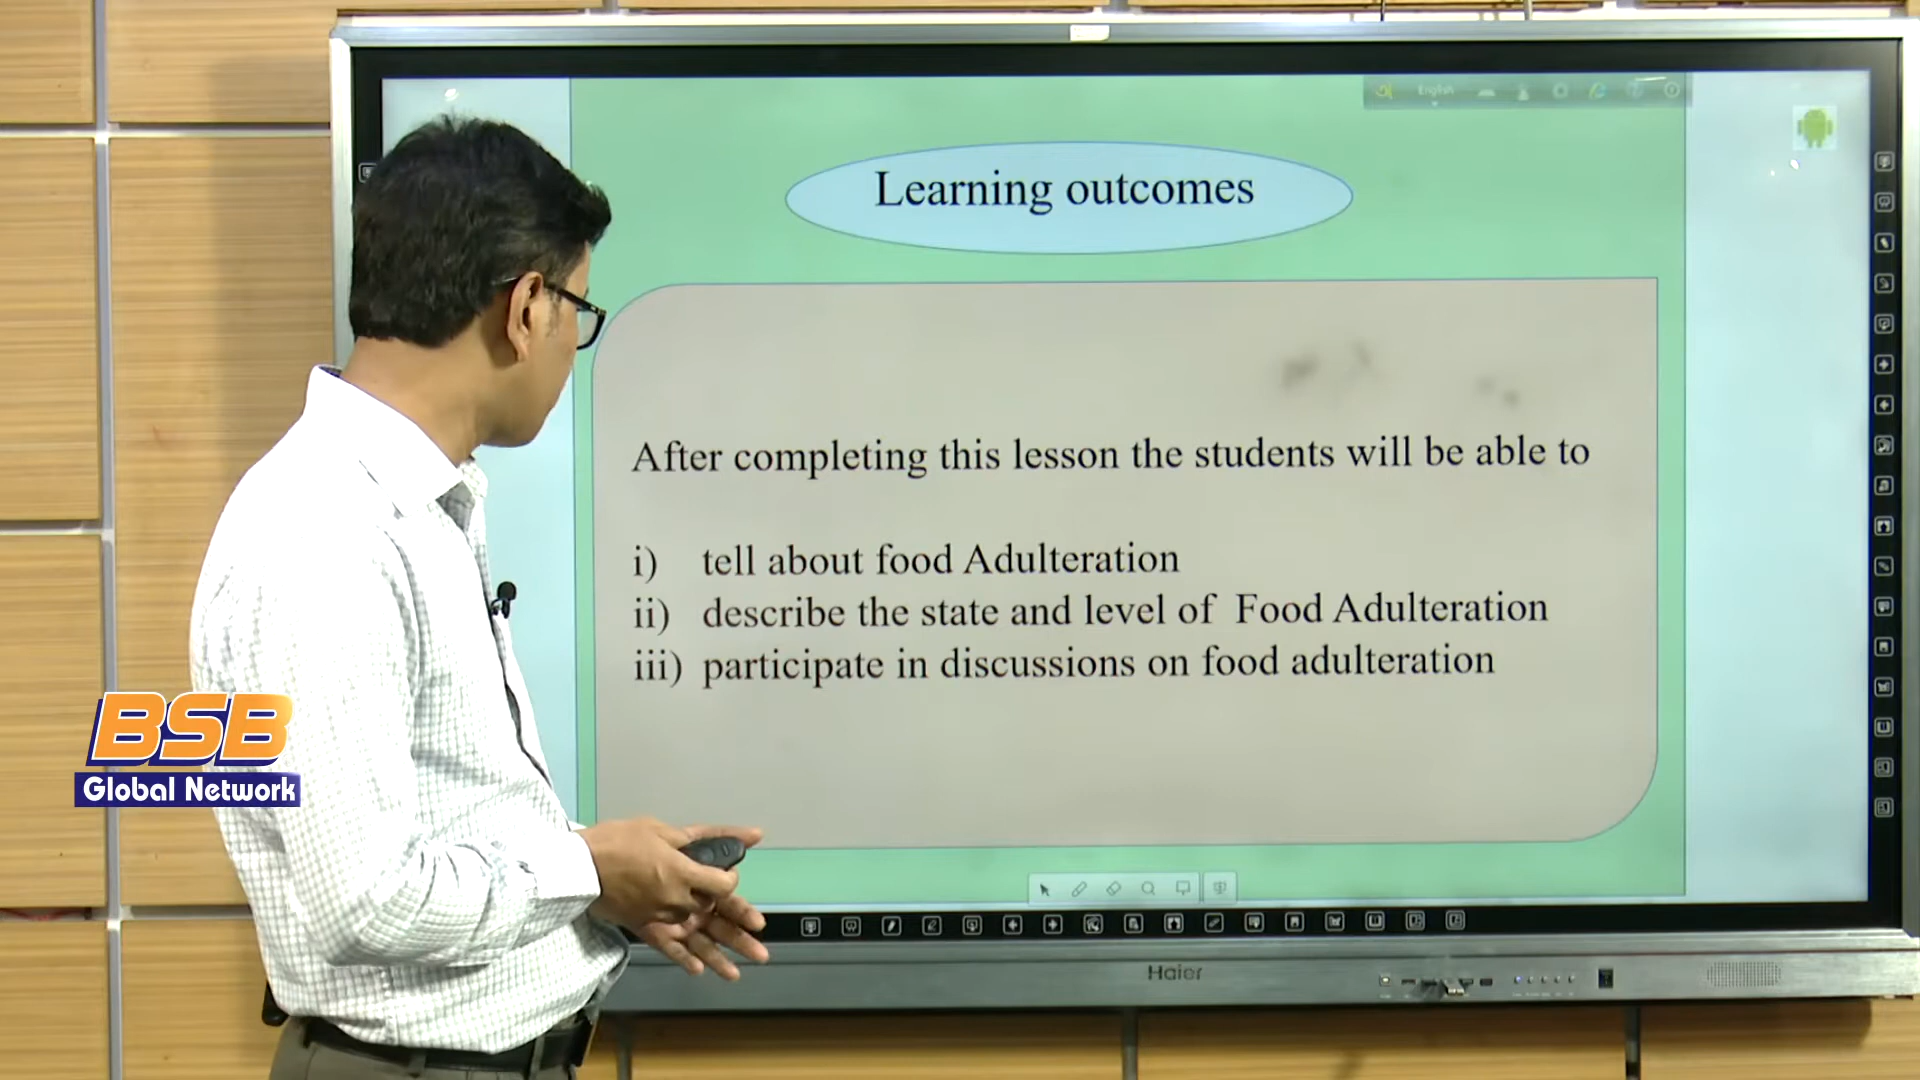 English
Learning outcomes
After completing this lesson the students will be able to
i) tell about food Adulteration
ii) describe the state and level of Food Adulteration
iii) participate in discussions on food adulteration
BSB
Global Network
Haier